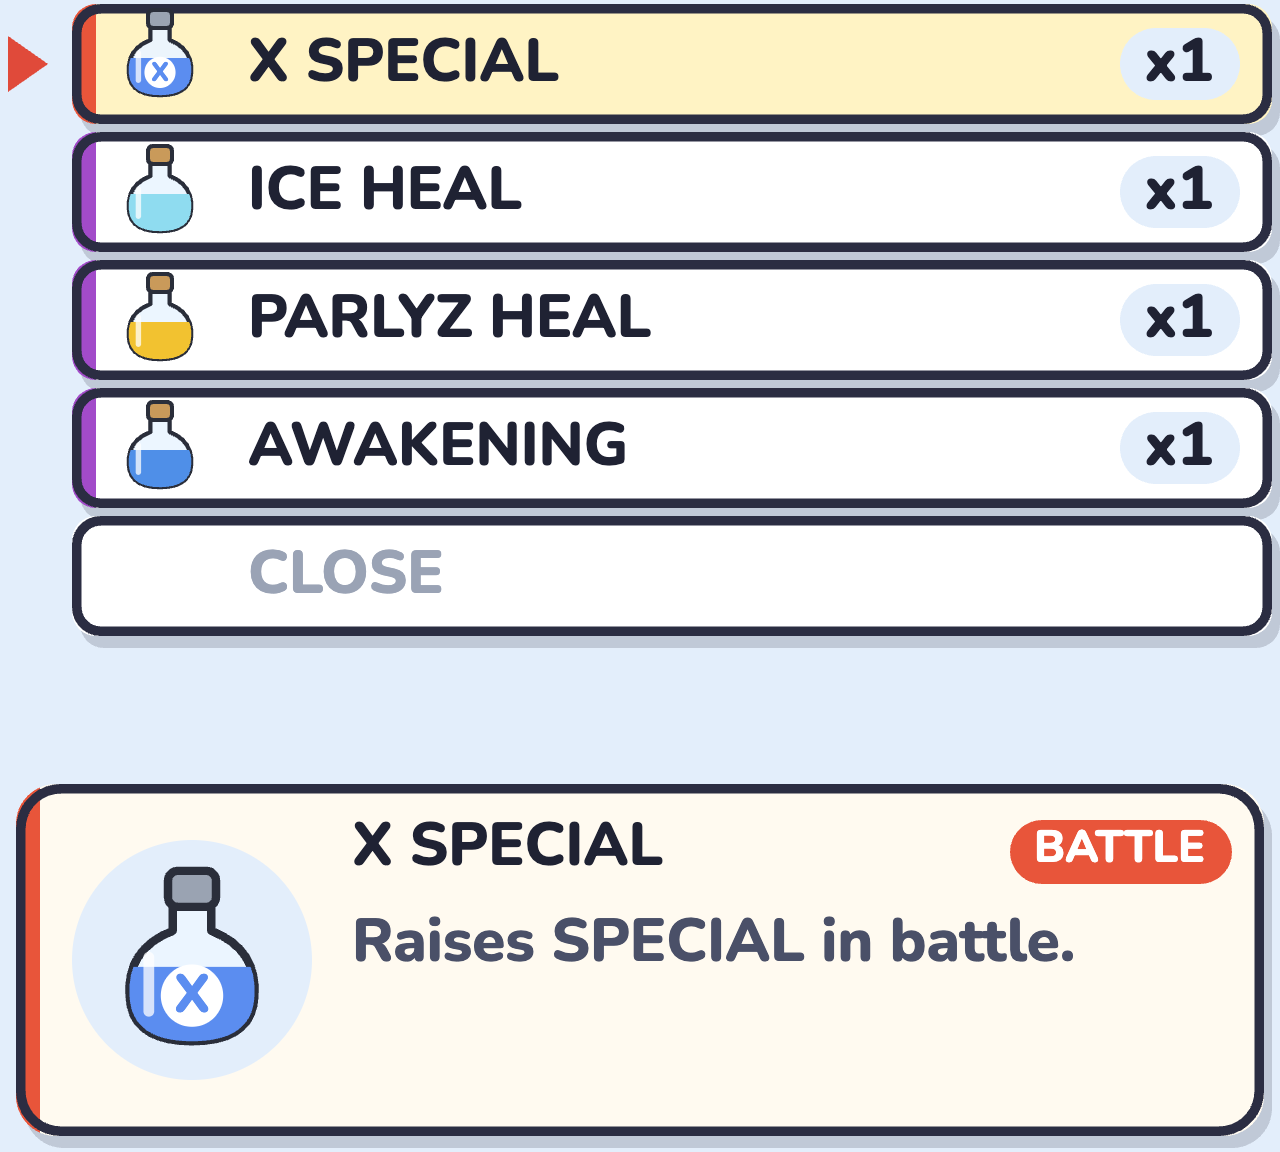 X SPECIAL x1
ICE HEAL x1
PARLYZ HEAL x1
AWAKENING x1
CLOSE
X SPECIAL BATTLE
Raises SPECIAL in battle.
X